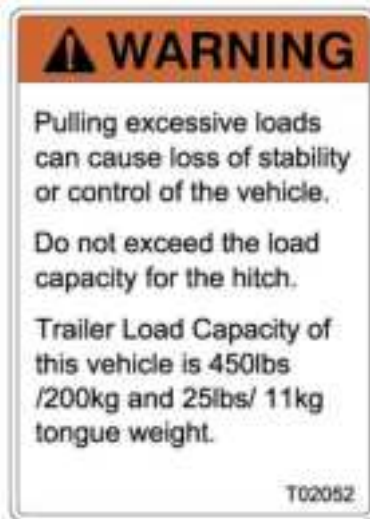 WARNING
Pulling excessive loads
can cause loss of stability
or control of the vehicle.
Do not exceed the load
capacity for the hitch.
Trailer Load Capacity of
this vehicle is 450lbs
/200kg and 25lbs/ 11kg
tongue weight.
T02052